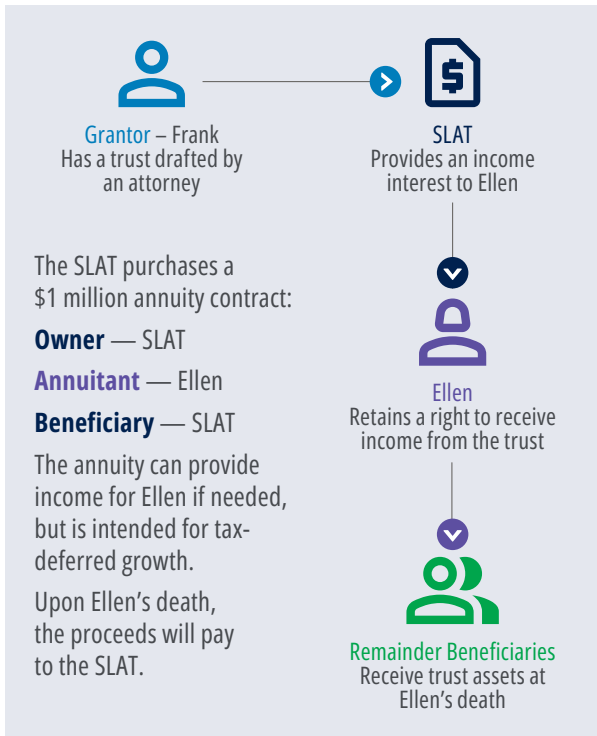 Grantor – Frank
Has a trust drafted by
an attorney
SLAT
Provides an income
interest to Ellen
The SLAT purchases a
$1 million annuity contract:
Owner — SLAT
Annuitant — Ellen
Beneficiary — SLAT
The annuity can provide
income for Ellen if needed,
but is intended for tax-
deferred growth.
Upon Ellen's death,
the proceeds will pay
to the SLAT.
Ellen
Retains a right to receive
income from the trust
Remainder Beneficiaries
Receive trust assets at
Ellen's death